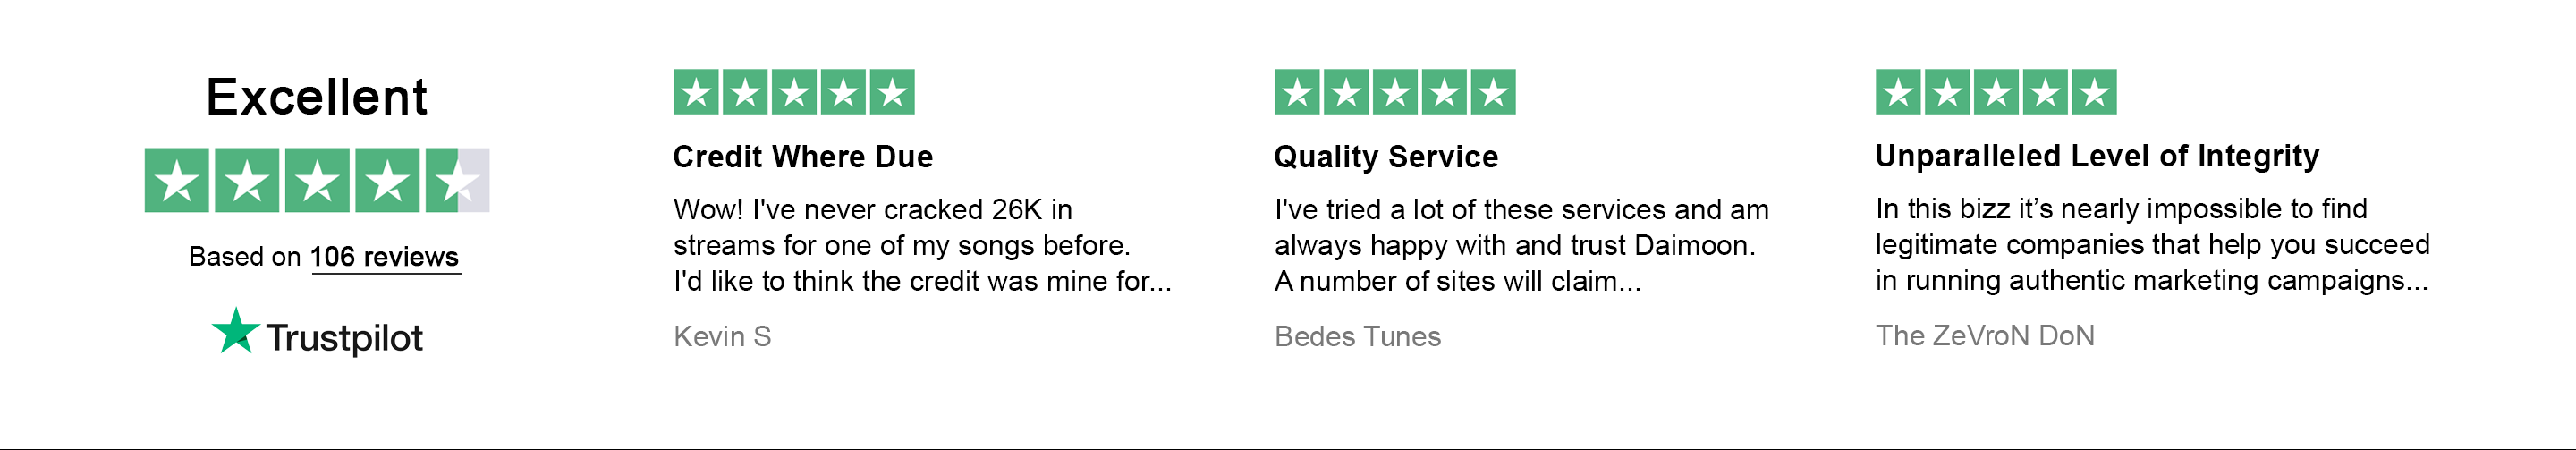 Excellent
Based on 106 reviews
Trustpilot
Credit Where Due
Wow! I've never cracked 26K in
streams for one of my songs before.
I'd like to think the credit was mine for...
Kevin S
Quality Service
I've tried a lot of these services and am
always happy with and trust Daimoon.
A number of sites will claim...
Bedes Tunes
Unparalleled Level of Integrity
In this bizz it’s nearly impossible to find
legitimate companies that help you succeed
in running authentic marketing campaigns...
The ZeVroN DoN